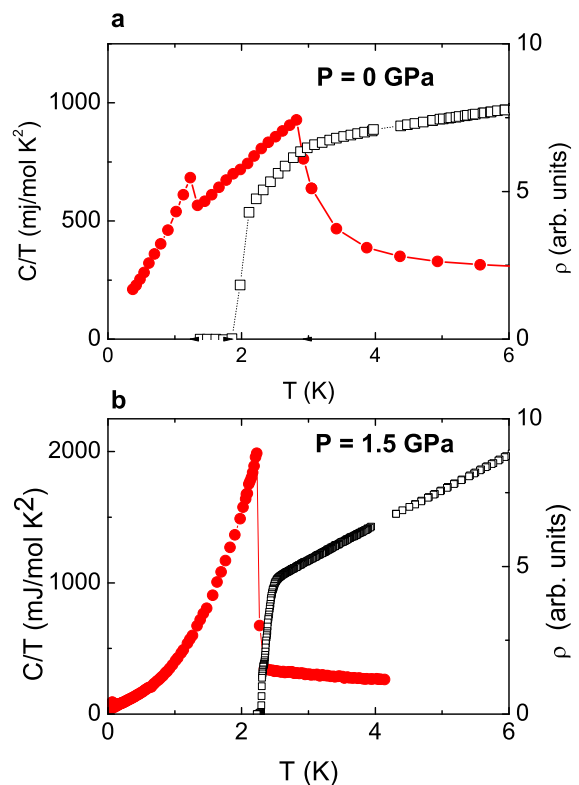 a
P = 0 GPa
C/T (mj/mol K²)
ρ (arb. units)
1000
500
0
10
5
0
0 2 4 6
T (K)
b
P = 1.5 GPa
C/T (mJ/mol K²)
ρ (arb. units)
2000
1000
0
10
5
0
0 2 4 6
T (K)